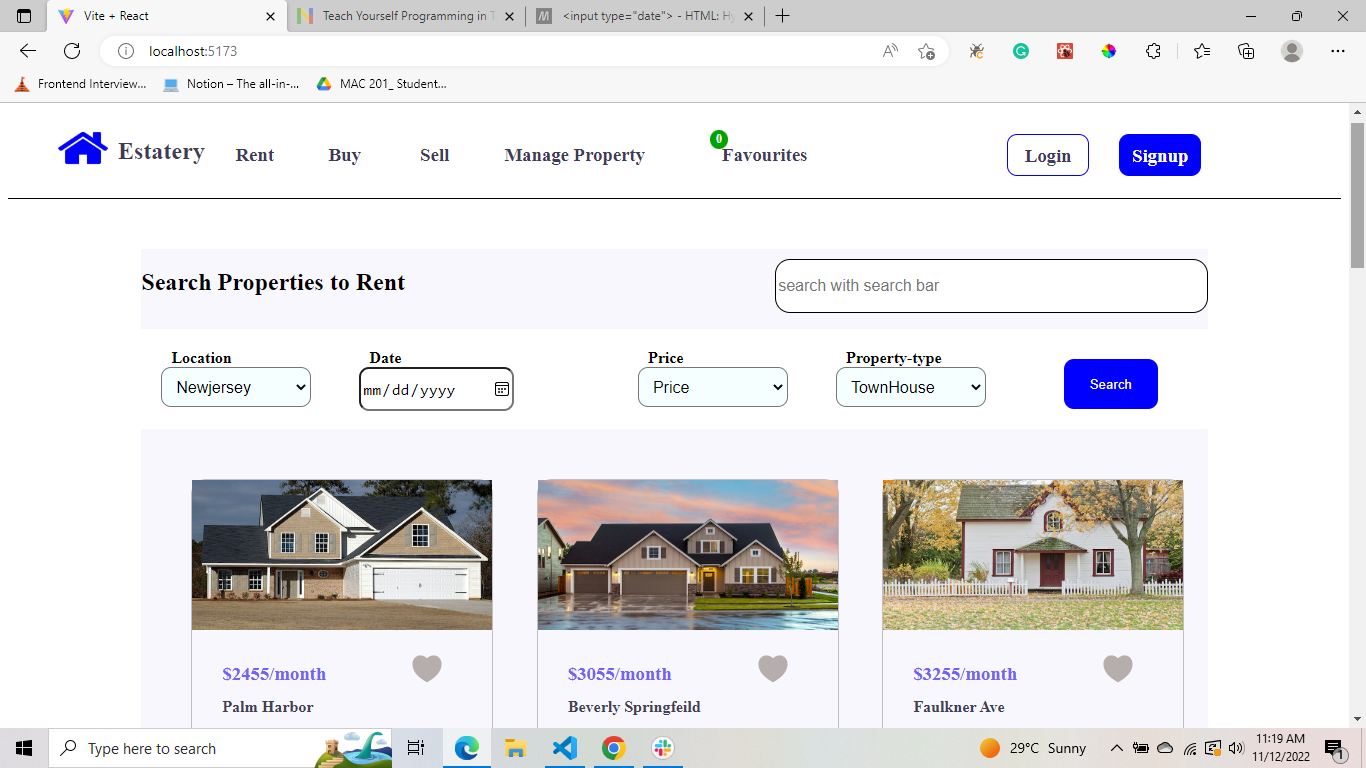 Vite + React
Teach Yourself Programming in T
<input type="date"> - HTML: Hy
localhost:5173
Frontend Interview...
Notion – The all-in-...
MAC 201_ Student...
Estatery
Rent
Buy
Sell
Manage Property
0
Favourites
Login
Signup
Search Properties to Rent
search with search bar
Location
Date
Price
Property-type
Newjersey
mm/dd/yyyy
Price
TownHouse
Search
$2455/month
$3055/month
$3255/month
Palm Harbor
Beverly Springfeild
Faulkner Ave
Type here to search
29°C Sunny
11:19 AM
11/12/2022
1